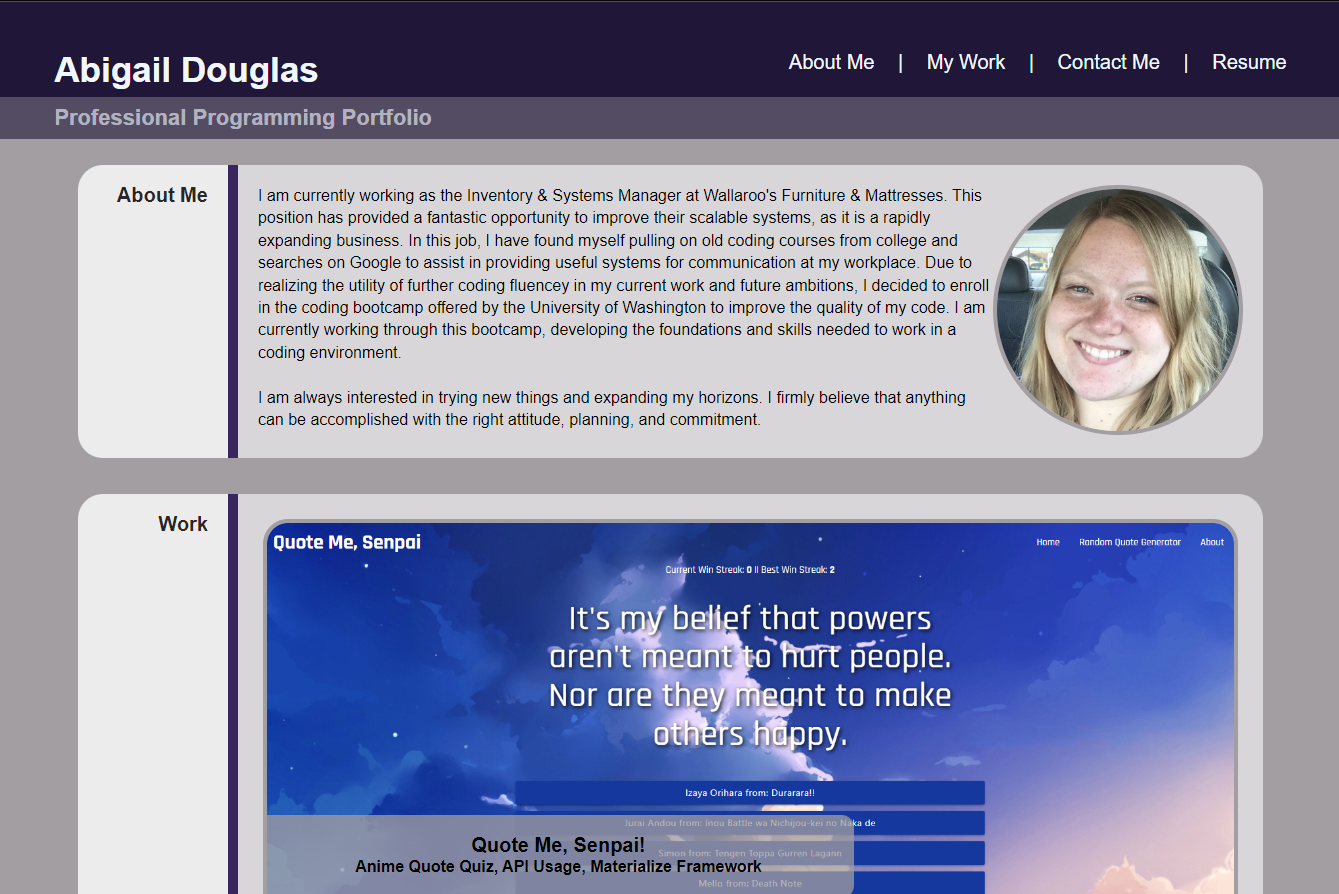 Abigail Douglas
About Me | My Work | Contact Me | Resume
Professional Programming Portfolio
About Me
I am currently working as the Inventory & Systems Manager at Wallaroo's Furniture & Mattresses. This
position has provided a fantastic opportunity to improve their scalable systems, as it is a rapidly
expanding business. In this job, I have found myself pulling on old coding courses from college and
searches on Google to assist in providing useful systems for communication at my workplace. Due to
realizing the utility of further coding fluencey in my current work and future ambitions, I decided to enroll
in the coding bootcamp offered by the University of Washington to improve the quality of my code. I am
currently working through this bootcamp, developing the foundations and skills needed to work in a
coding environment.
I am always interested in trying new things and expanding my horizons. I firmly believe that anything
can be accomplished with the right attitude, planning, and commitment.
Work
Quote Me, Senpai
Home Random Quote Generator About
Current Win Streak: 0 || Best Win Streak: 2
It's my belief that powers
aren't meant to hurt people.
Nor are they meant to make
others happy.
Izaya Orihara from: Durarara!!
Jurai Andou from: Inou Battle wa Nichijou-kei no Naka de
Quote Me, Senpai!
Simon from: Tengen Toppa Gurren Lagann
Anime Quote Quiz, API Usage, Materialize Framework
Mello from: Death Note